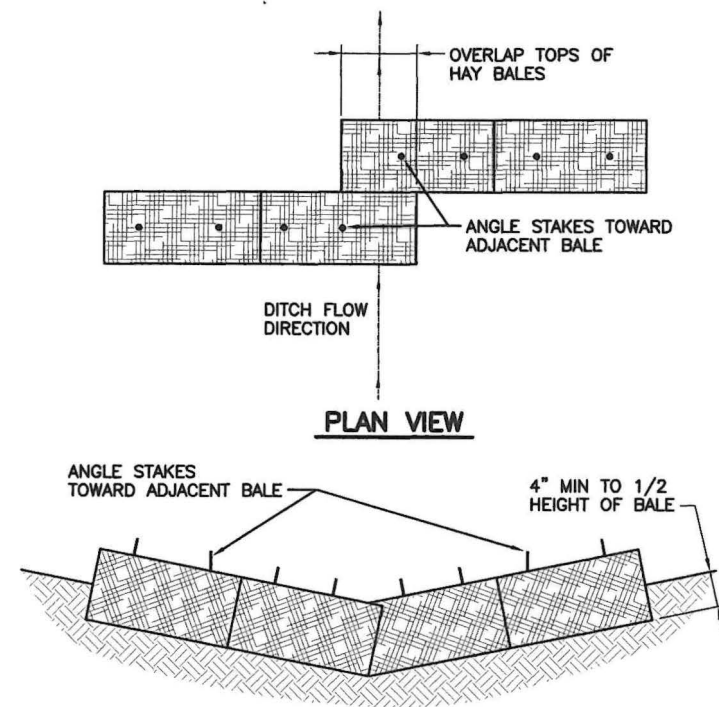 OVERLAP TOPS OF
HAY BALES
ANGLE STAKES TOWARD
ADJACENT BALE
DITCH FLOW
DIRECTION
PLAN VIEW
ANGLE STAKES
TOWARD ADJACENT BALE
4" MIN TO 1/2
HEIGHT OF BALE